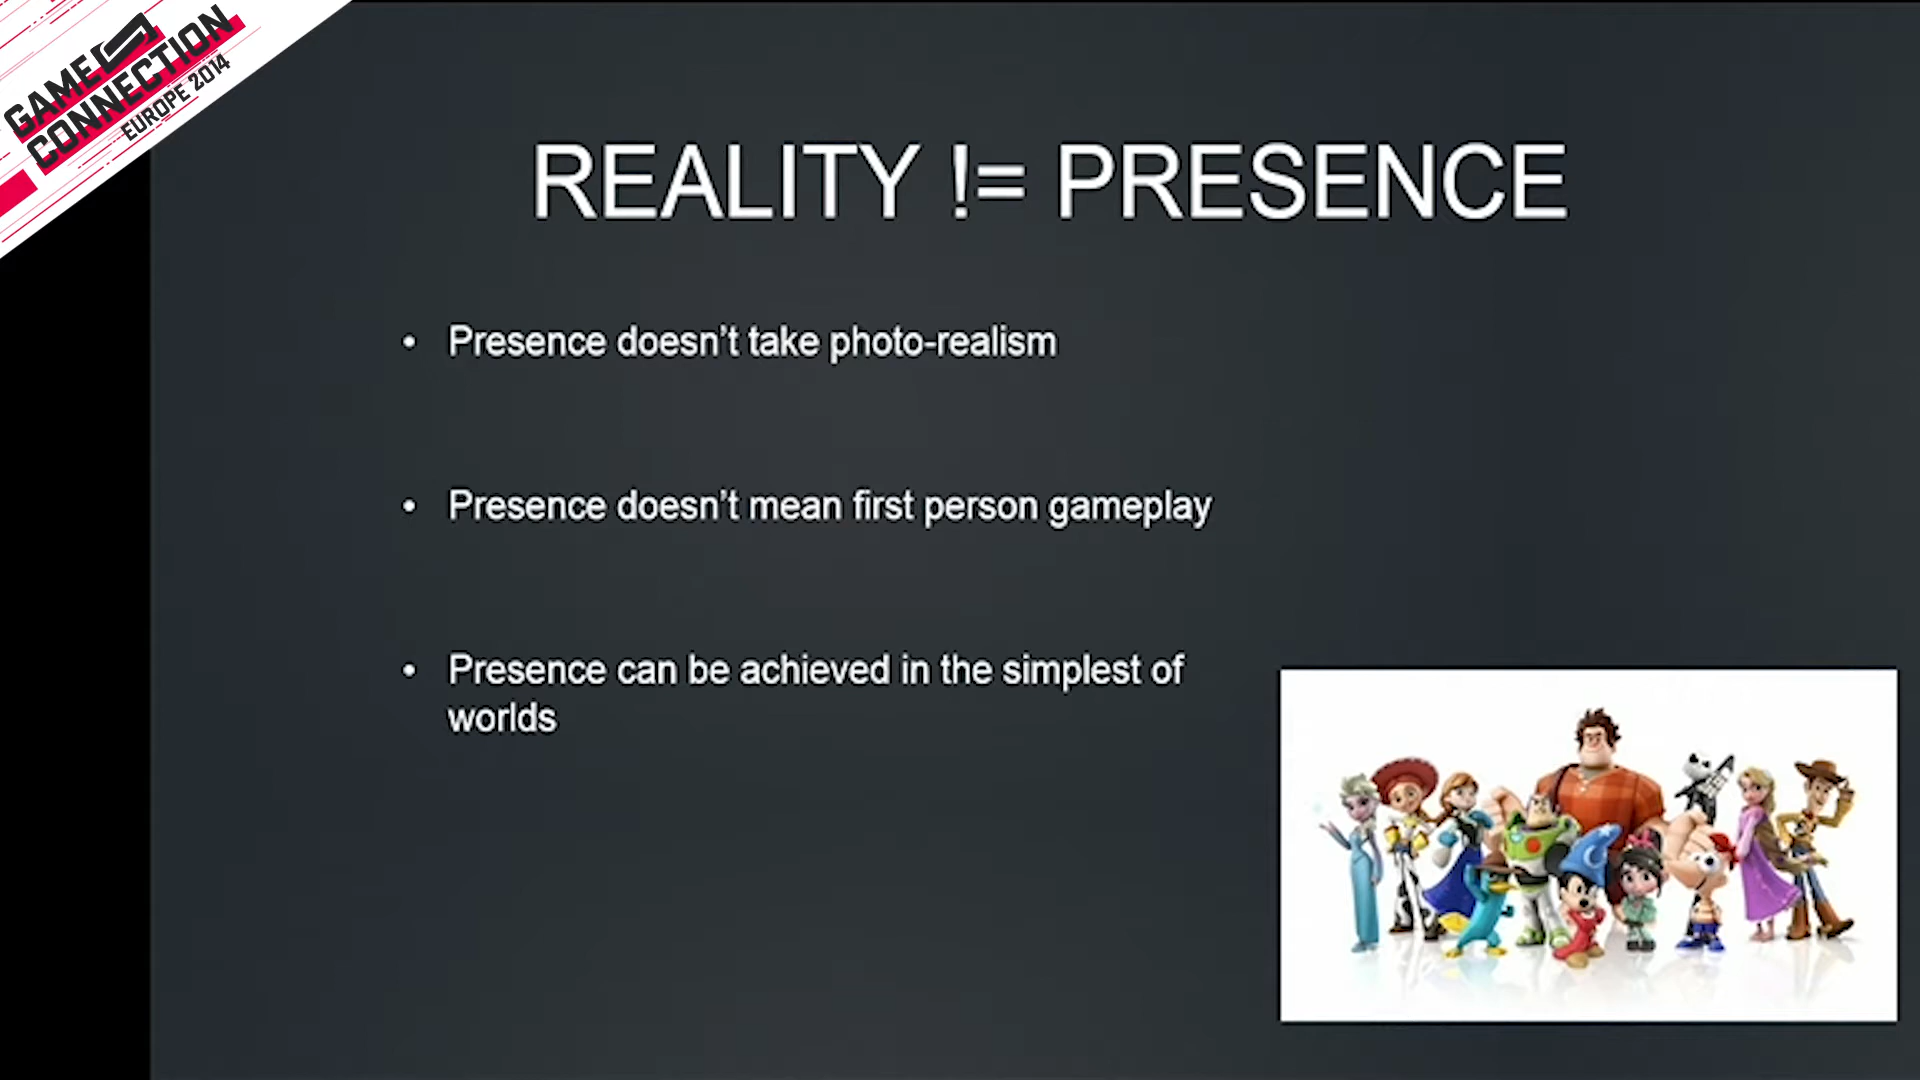 GAME
CONNECTION
EUROPE 2014
REALITY != PRESENCE
• Presence doesn’t take photo-realism
• Presence doesn’t mean first person gameplay
• Presence can be achieved in the simplest of
worlds